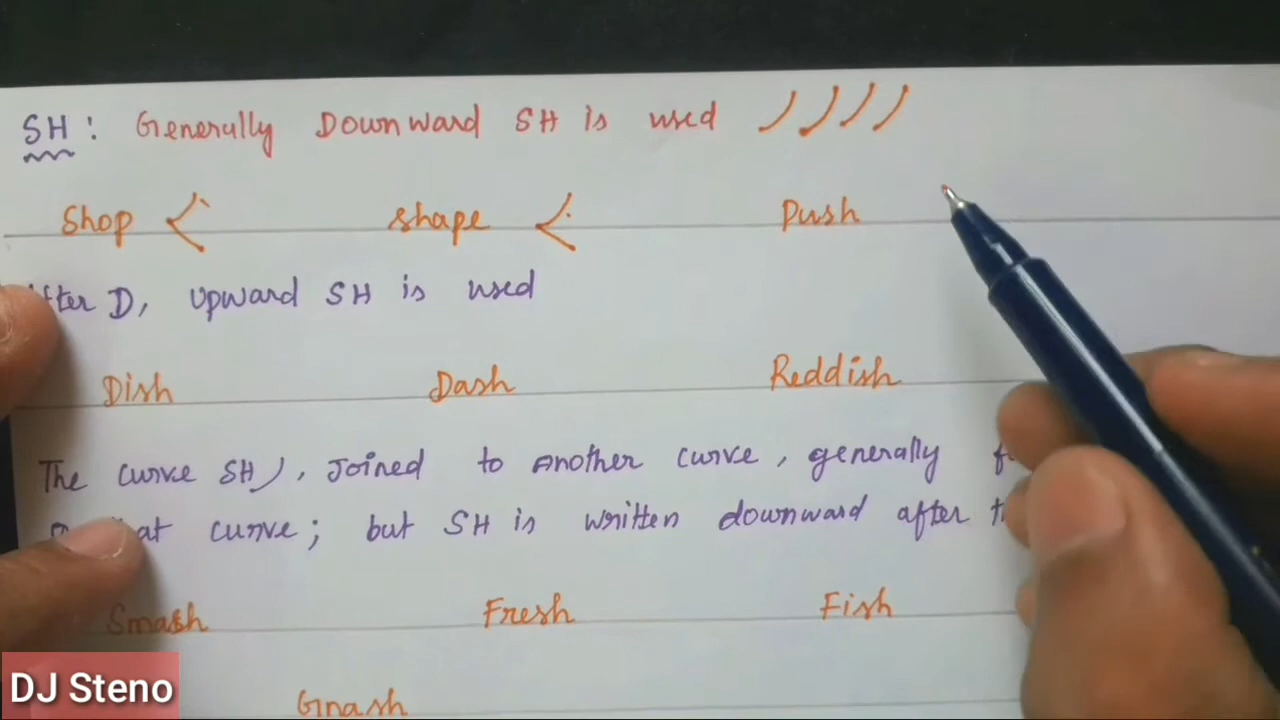 SH : Generally Downward SH is used
Shop shape Push
D, upward SH is used
Dish Dash Reddish
The curve SH, Joined to Another curve, generally
curve; but SH is written downward after
Smash Fresh Fish
Gnash
DJ Steno